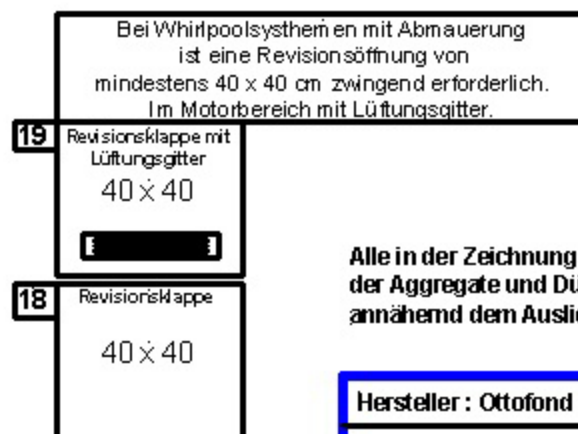 Bei Whirlpoolsysthemen mit Abmauerung
ist eine Revisionsöffnung von
mindestens 40 x 40 cm zwingend erforderlich.
Im Motorbereich mit Lüftungsgitter.
19
Revisionsklappe mit
Lüftungsgitter
40 x 40
18
Revisionsklappe
40 x 40
Alle in der Zeichnung
der Aggregate und Dü
annähernd dem Ausli
Hersteller : Ottofond